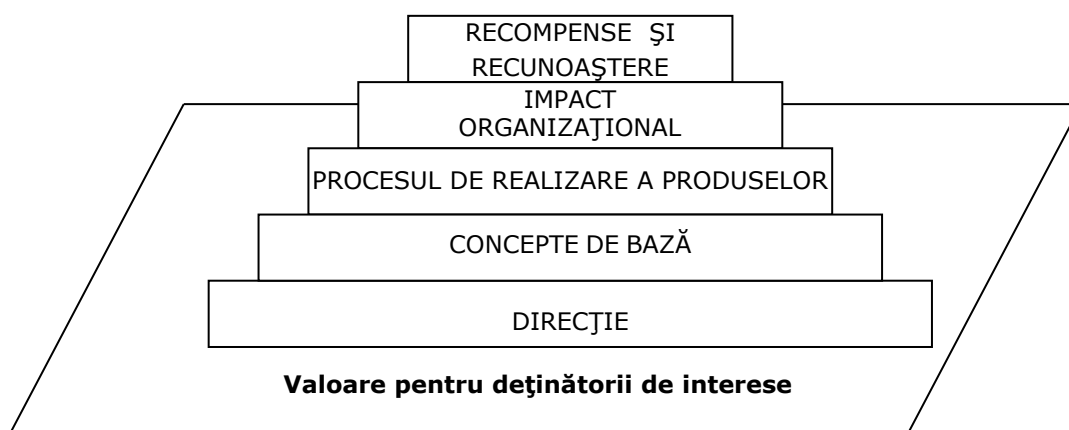 RECOMPENSE ŞI
RECUNOAŞTERE
IMPACT
ORGANIZAŢIONAL
PROCESUL DE REALIZARE A PRODUSELOR
CONCEPTE DE BAZĂ
DIRECŢIE
Valoare pentru deţinătorii de interese